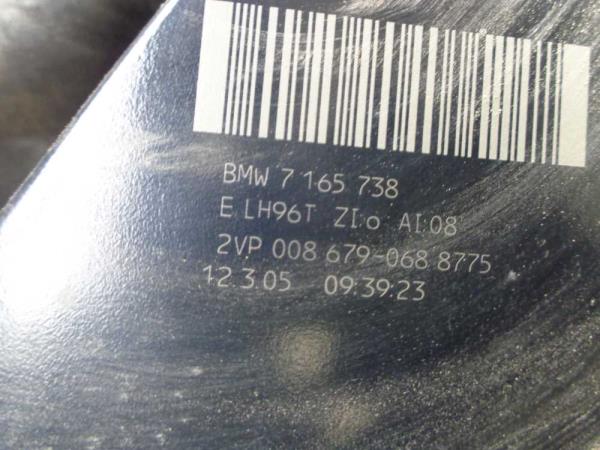 BMW 7 165 738
E LH96T ZI:o AI:08
2VP 008 679-068 8775
12.3.05 09:39:23